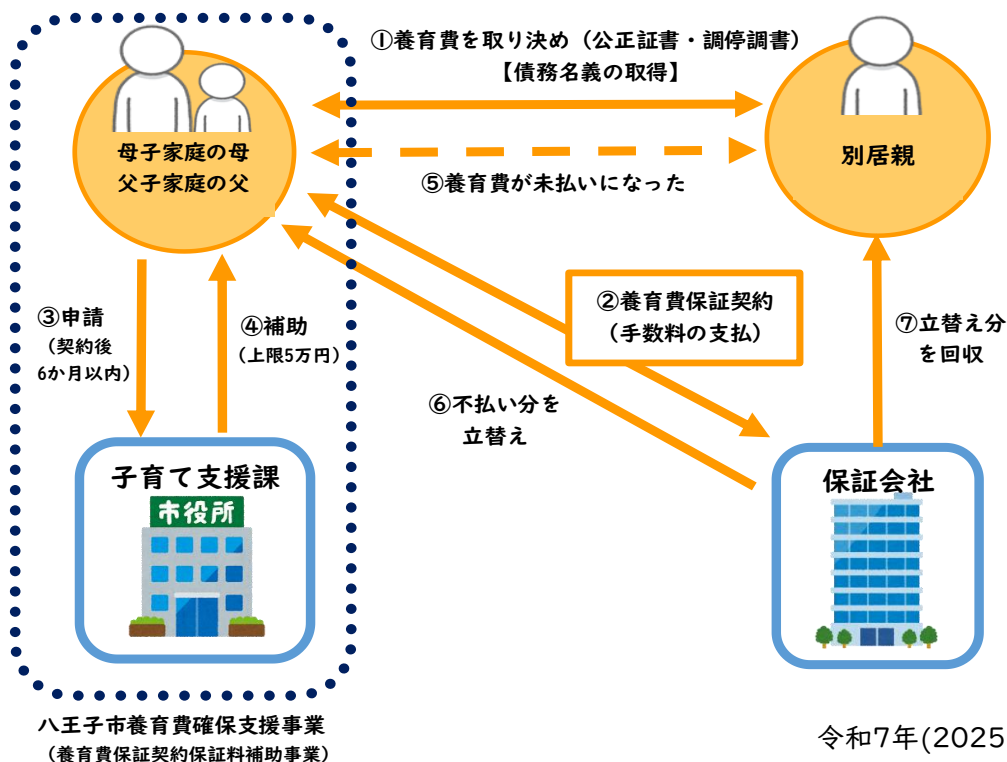 ①養育費を取り決め（公正証書・調停調書）
【債務名義の取得】
母子家庭の母
父子家庭の父
別居親
⑤養育費が未払いになった
②養育費保証契約
（手数料の支払）
③申請
（契約後
6か月以内）
④補助
（上限5万円）
⑦立替え分
を回収
⑥不払い分を
立替え
子育て支援課
市役所
保証会社
八王子市養育費確保支援事業
（養育費保証契約保証料補助事業）
令和7年(2025